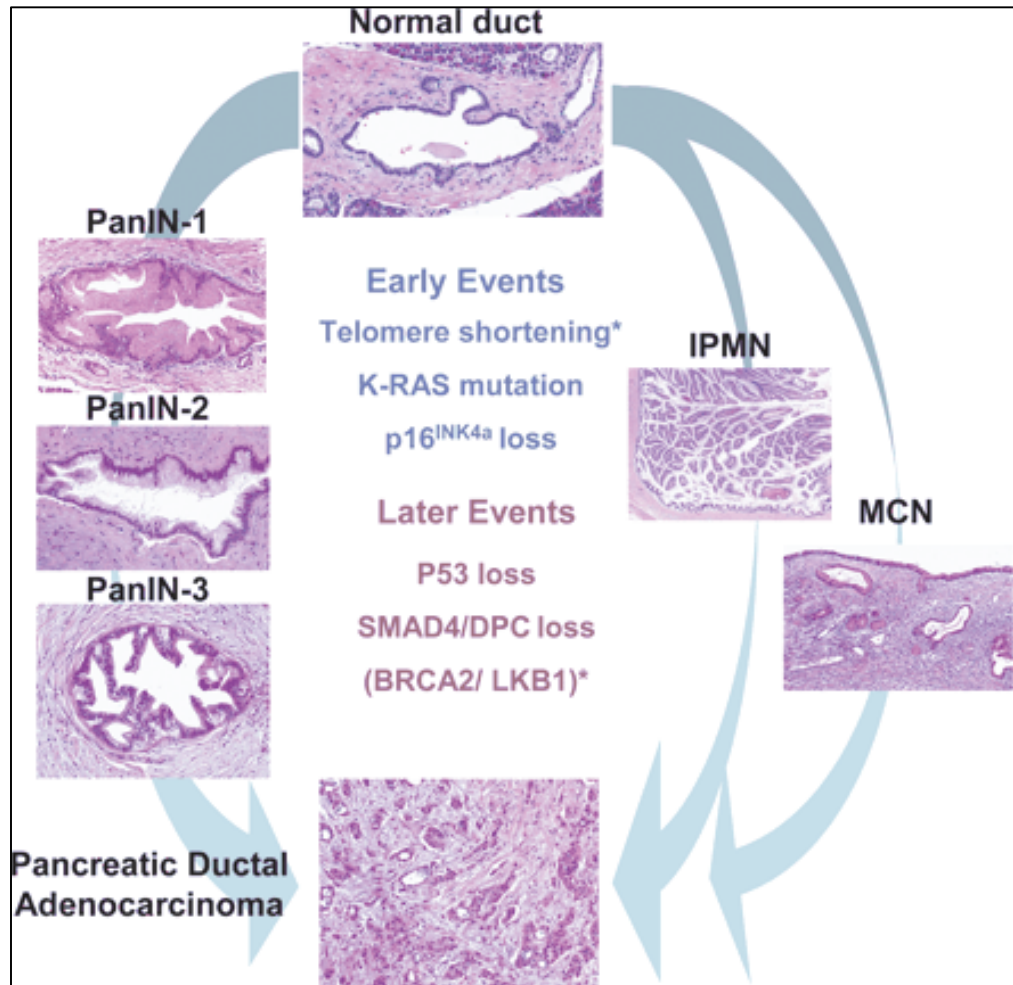 Normal duct
PanIN-1
Early Events
Telomere shortening*
IPMN
K-RAS mutation
PanIN-2
p16INK4a loss
Later Events
MCN
P53 loss
PanIN-3
SMAD4/DPC loss
(BRCA2/ LKB1)*
Pancreatic Ductal
Adenocarcinoma